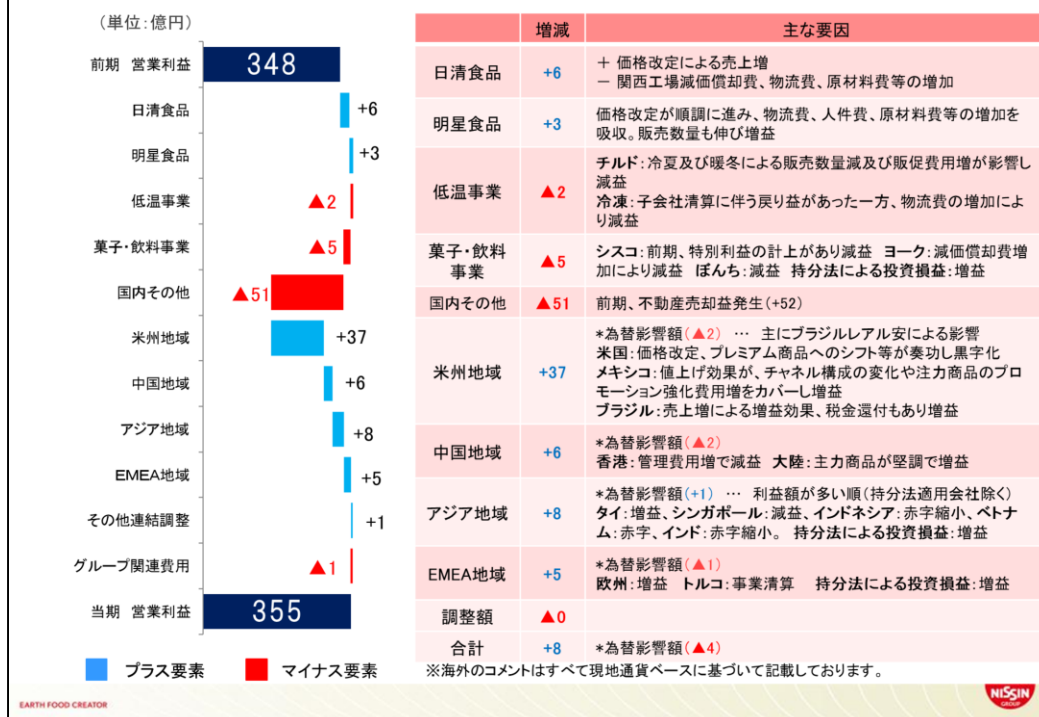 (単位:億円)
前期 営業利益
348
日清食品
+6
明星食品
+3
低温事業
▲2
菓子・飲料事業
▲5
国内その他
▲51
米州地域
+37
中国地域
+6
アジア地域
+8
EMEA地域
+5
その他連結調整
+1
グループ関連費用
▲1
当期 営業利益
355
プラス要素
マイナス要素
増減
主な要因
日清食品
+6
+ 価格改定による売上増
- 関西工場減価償却費、物流費、原材料費等の増加
明星食品
+3
価格改定が順調に進み、物流費、人件費、原材料費等の増加を
吸収。販売数量も伸び増益
低温事業
▲2
チルド:冷夏及び暖冬による販売数量減及び販促費用増が影響し
減益
冷凍:子会社清算に伴う戻り益があった一方、物流費の増加によ
り減益
菓子・飲料
事業
▲5
シスコ:前期、特別利益の計上があり減益 ヨーク:減価償却費増
加により減益 ぼんち:減益 持分法による投資損益:増益
国内その他
▲51
前期、不動産売却益発生(+52)
米州地域
+37
*為替影響額(▲2) … 主にブラジルレアル安による影響
米国:価格改定、プレミアム商品へのシフト等が奏功し黒字化
メキシコ:値上げ効果が、チャネル構成の変化や注力商品のプロ
モーション強化費用増をカバーし増益
ブラジル:売上増による増益効果、税金還付もあり増益
中国地域
+6
*為替影響額(▲2)
香港:管理費用増で減益 大陸:主力商品が堅調で増益
アジア地域
+8
*為替影響額(+1) … 利益額が多い順(持分法適用会社除く)
タイ:増益、シンガポール:減益、インドネシア:赤字縮小、ベトナ
ム:赤字、インド:赤字縮小。 持分法による投資損益:増益
EMEA地域
+5
*為替影響額(▲1)
欧州:増益 トルコ:事業清算 持分法による投資損益:増益
調整額
▲0
合計
+8
*為替影響額(▲4)
※海外のコメントはすべて現地通貨ベースに基づいて記載しております。
EARTH FOOD CREATOR
NISSIN
GROUP